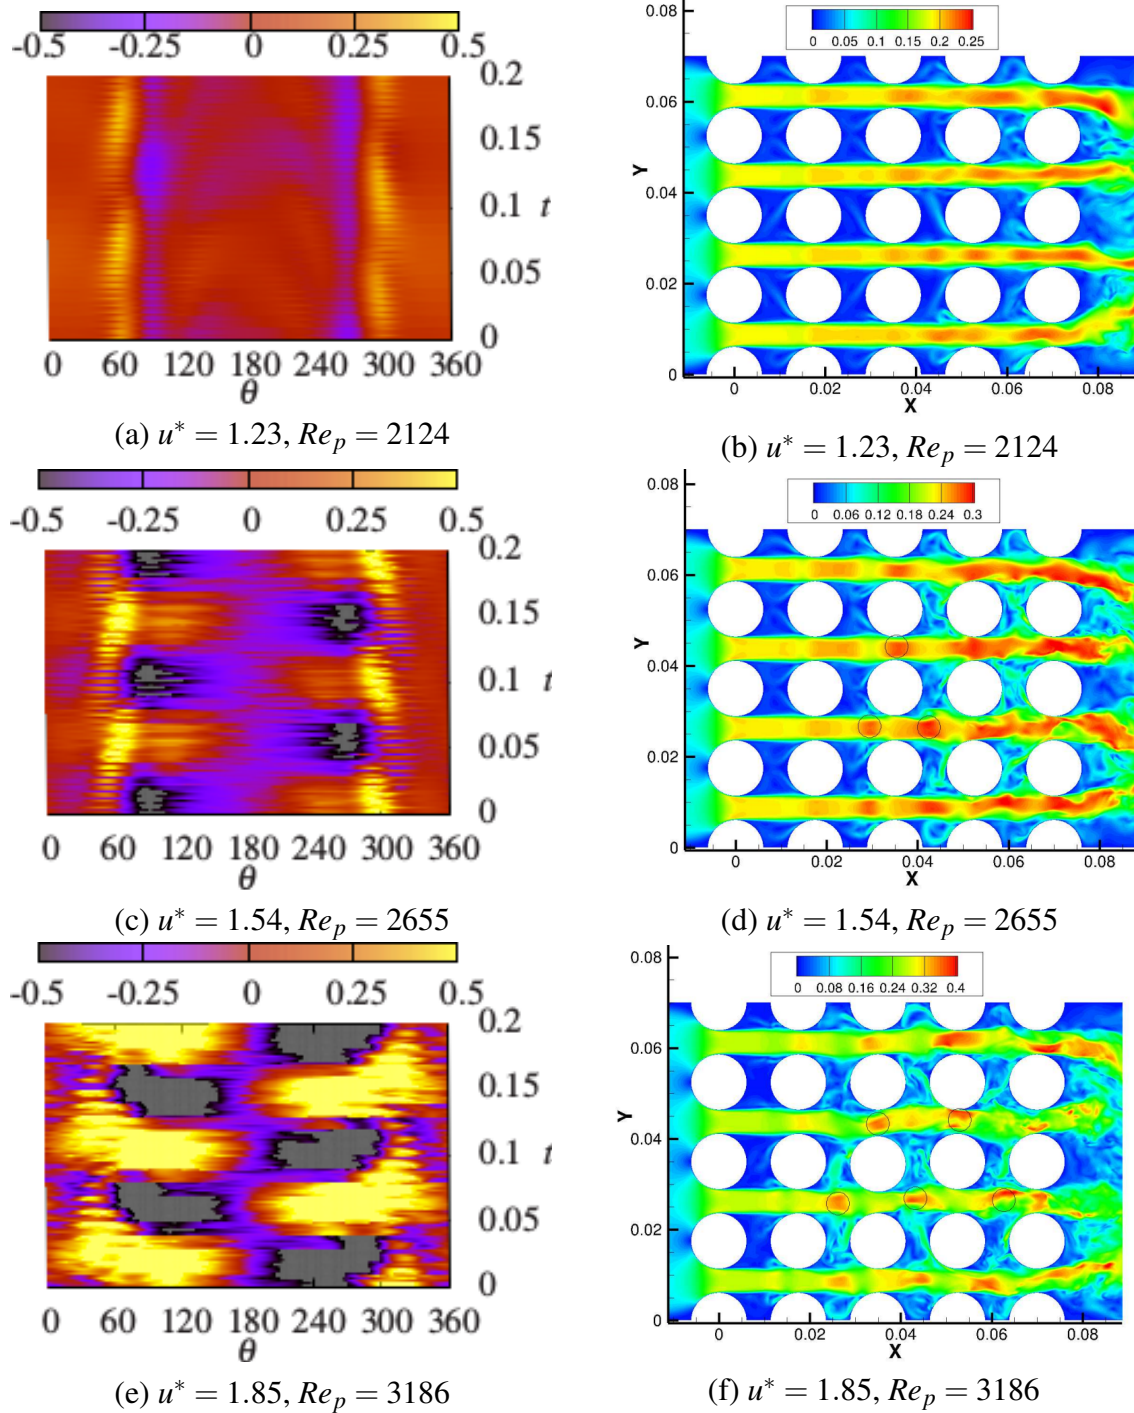 -0.5 -0.25 0 0.25 0.5
0.2
0.15
0.1 t
0.05
0
0 60 120 180 240 300 360
θ
(a) u* = 1.23, Re_p = 2124
0 0.05 0.1 0.15 0.2 0.25
0.08
0.06
Y
0.04
0.02
0
0 0.02 0.04 0.06 0.08
X
(b) u* = 1.23, Re_p = 2124
-0.5 -0.25 0 0.25 0.5
0.2
0.15
0.1 t
0.05
0
0 60 120 180 240 300 360
θ
(c) u* = 1.54, Re_p = 2655
0 0.06 0.12 0.18 0.24 0.3
0.08
0.06
Y
0.04
0.02
0
0 0.02 0.04 0.06 0.08
X
(d) u* = 1.54, Re_p = 2655
-0.5 -0.25 0 0.25 0.5
0.2
0.15
0.1 t
0.05
0
0 60 120 180 240 300 360
θ
(e) u* = 1.85, Re_p = 3186
0 0.08 0.16 0.24 0.32 0.4
0.08
0.06
Y
0.04
0.02
0
0 0.02 0.04 0.06 0.08
X
(f) u* = 1.85, Re_p = 3186